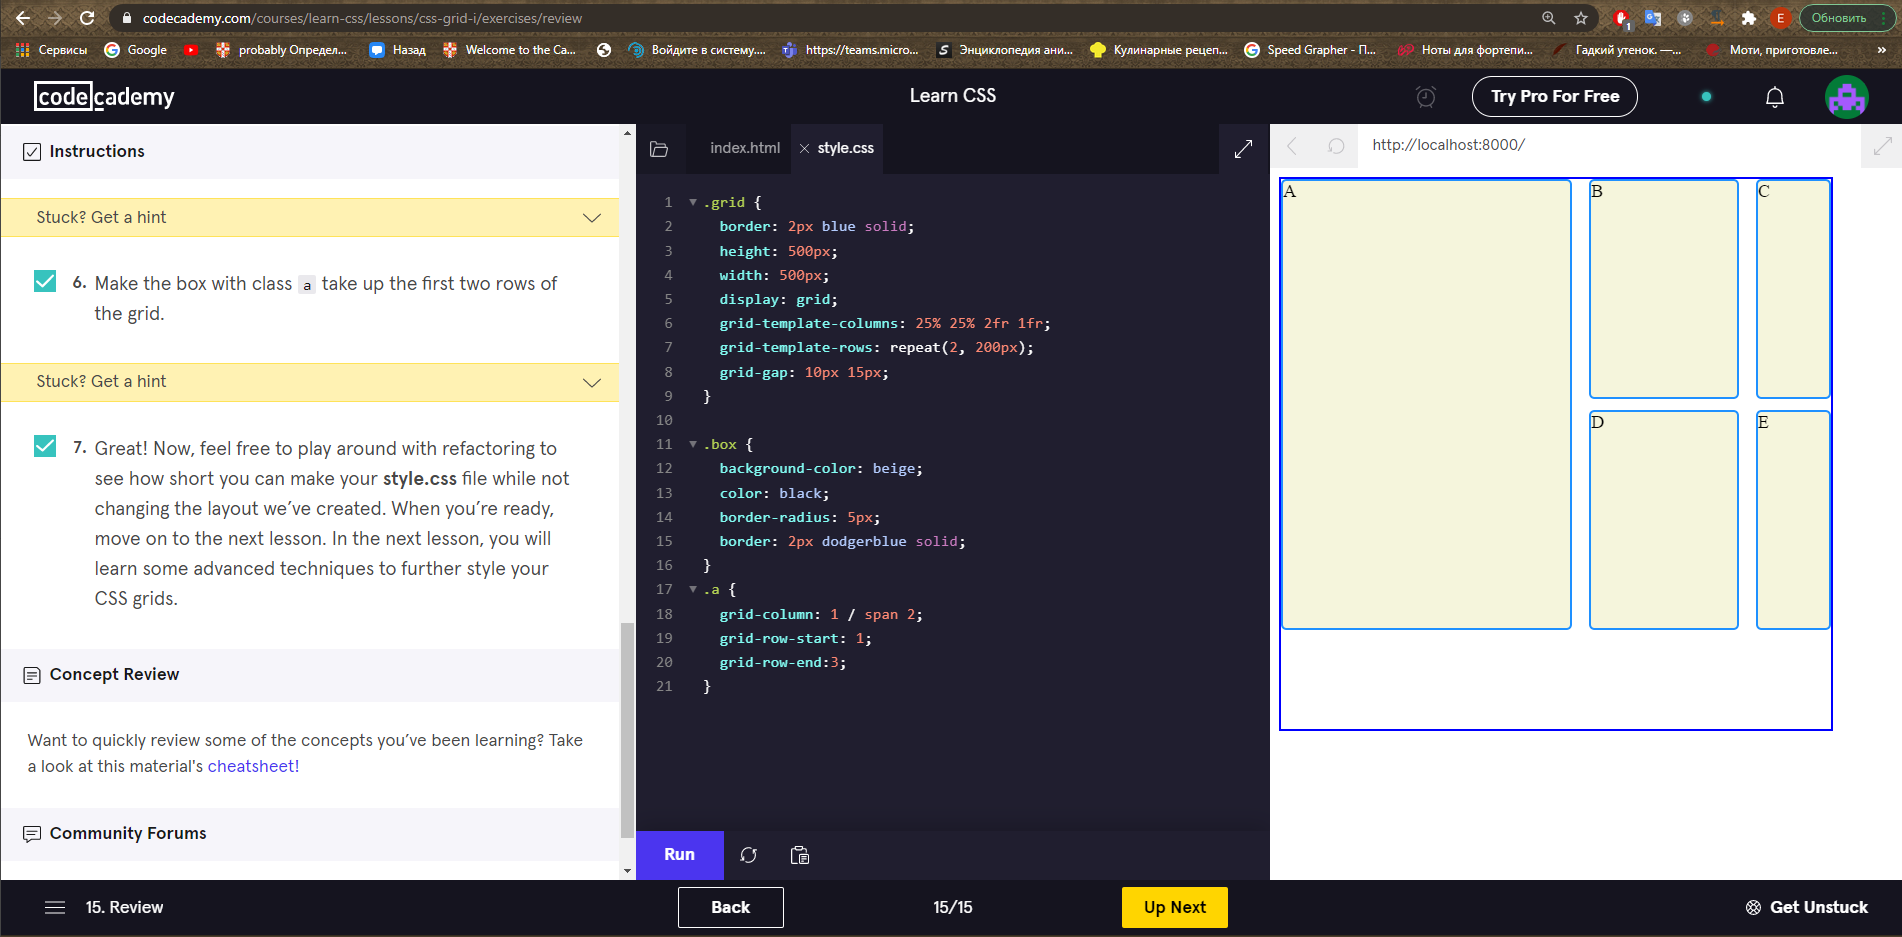 codecademy.com/courses/learn-css/lessons/css-grid-i/exercises/review
1
E
Обновить
Сервисы
Google
probably Определ...
Назад
Welcome to the Ca...
Войдите в систему....
https://teams.micro...
Энциклопедия ани...
Кулинарные рецеп...
Speed Grapher - П...
Ноты для фортепи...
Гадкий утенок. —...
Моти, приготовле...
»
codecademy
Learn CSS
Try Pro For Free
Instructions
Stuck? Get a hint
6. Make the box with class a take up the first two rows of
the grid.
Stuck? Get a hint
7. Great! Now, feel free to play around with refactoring to
see how short you can make your style.css file while not
changing the layout we’ve created. When you’re ready,
move on to the next lesson. In the next lesson, you will
learn some advanced techniques to further style your
CSS grids.
Concept Review
Want to quickly review some of the concepts you’ve been learning? Take
a look at this material's cheatsheet!
Community Forums
index.html
style.css
1 .grid {
2 border: 2px blue solid;
3 height: 500px;
4 width: 500px;
5 display: grid;
6 grid-template-columns: 25% 25% 2fr 1fr;
7 grid-template-rows: repeat(2, 200px);
8 grid-gap: 10px 15px;
9 }
10
11 .box {
12 background-color: beige;
13 color: black;
14 border-radius: 5px;
15 border: 2px dodgerblue solid;
16 }
17 .a {
18 grid-column: 1 / span 2;
19 grid-row-start: 1;
20 grid-row-end:3;
21 }
Run
http://localhost:8000/
A
B
C
D
E
15. Review
Back
15/15
Up Next
Get Unstuck